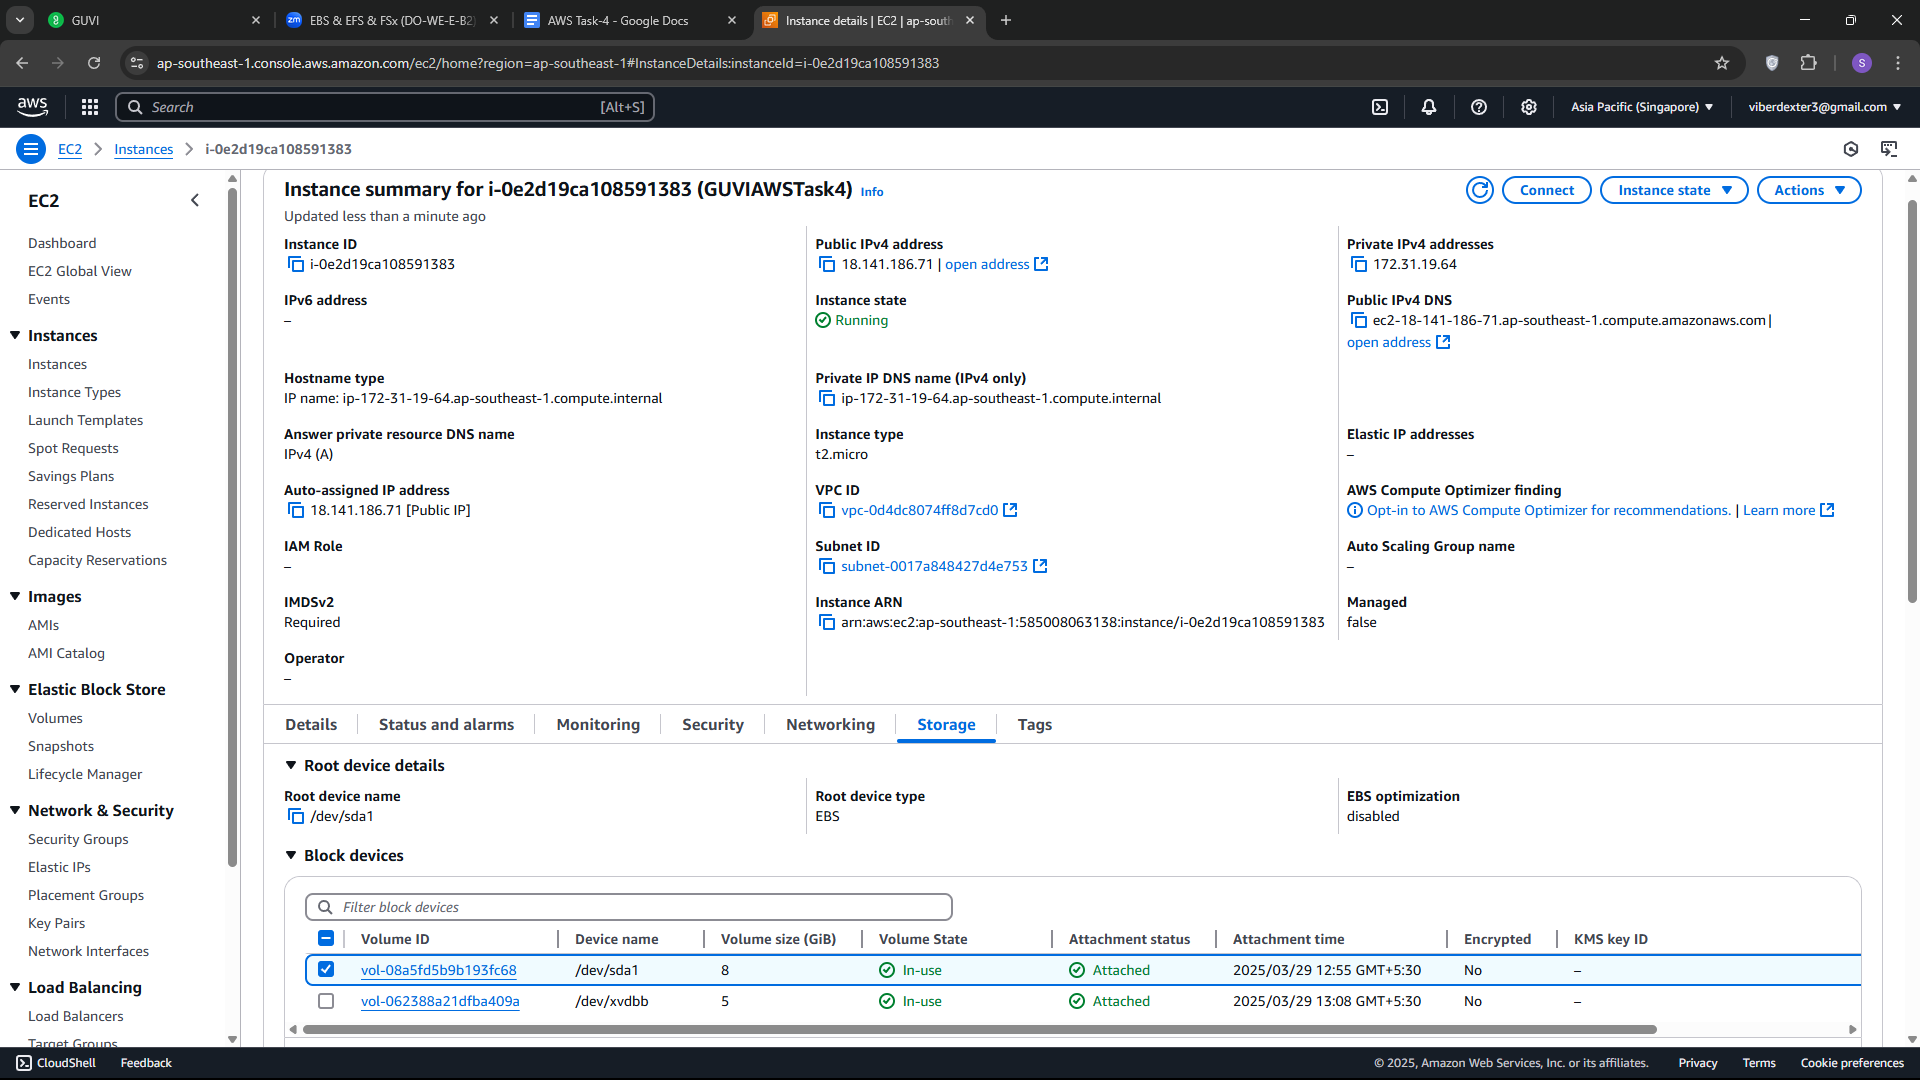 GUVI
EBS & EFS & FSx (DO-WE-E-B2)
AWS Task-4 - Google Docs
Instance details | EC2 | ap-south
ap-southeast-1.console.aws.amazon.com/ec2/home?region=ap-southeast-1#InstanceDetails:instanceId=i-0e2d19ca108591383
S
aws
Search
[Alt+S]
Asia Pacific (Singapore)
viberdexter3@gmail.com
EC2
Instances
i-0e2d19ca108591383
EC2
Dashboard
EC2 Global View
Events
Instances
Instances
Instance Types
Launch Templates
Spot Requests
Savings Plans
Reserved Instances
Dedicated Hosts
Capacity Reservations
Images
AMIs
AMI Catalog
Elastic Block Store
Volumes
Snapshots
Lifecycle Manager
Network & Security
Security Groups
Elastic IPs
Placement Groups
Key Pairs
Network Interfaces
Load Balancing
Load Balancers
Target Groups
Instance summary for i-0e2d19ca108591383 (GUVIAWSTask4) Info
Updated less than a minute ago
Connect
Instance state
Actions
Instance ID
i-0e2d19ca108591383
Public IPv4 address
18.141.186.71 | open address
Private IPv4 addresses
172.31.19.64
IPv6 address
–
Instance state
Running
Public IPv4 DNS
ec2-18-141-186-71.ap-southeast-1.compute.amazonaws.com |
open address
Hostname type
IP name: ip-172-31-19-64.ap-southeast-1.compute.internal
Private IP DNS name (IPv4 only)
ip-172-31-19-64.ap-southeast-1.compute.internal
Answer private resource DNS name
IPv4 (A)
Instance type
t2.micro
Elastic IP addresses
–
Auto-assigned IP address
18.141.186.71 [Public IP]
VPC ID
vpc-0d4dc8074ff8d7cd0
AWS Compute Optimizer finding
Opt-in to AWS Compute Optimizer for recommendations. | Learn more
IAM Role
–
Subnet ID
subnet-0017a848427d4e753
Auto Scaling Group name
–
IMDSv2
Required
Instance ARN
arn:aws:ec2:ap-southeast-1:585008063138:instance/i-0e2d19ca108591383
Managed
false
Operator
–
Details
Status and alarms
Monitoring
Security
Networking
Storage
Tags
Root device details
Root device name
/dev/sda1
Root device type
EBS
EBS optimization
disabled
Block devices
Filter block devices
Volume ID
Device name
Volume size (GiB)
Volume State
Attachment status
Attachment time
Encrypted
KMS key ID
vol-08a5fd5b9b193fc68 /dev/sda1 8 In-use Attached 2025/03/29 12:55 GMT+5:30 No –
vol-062388a21dfba409a /dev/xvdbb 5 In-use Attached 2025/03/29 13:08 GMT+5:30 No –
CloudShell
Feedback
© 2025, Amazon Web Services, Inc. or its affiliates.
Privacy
Terms
Cookie preferences